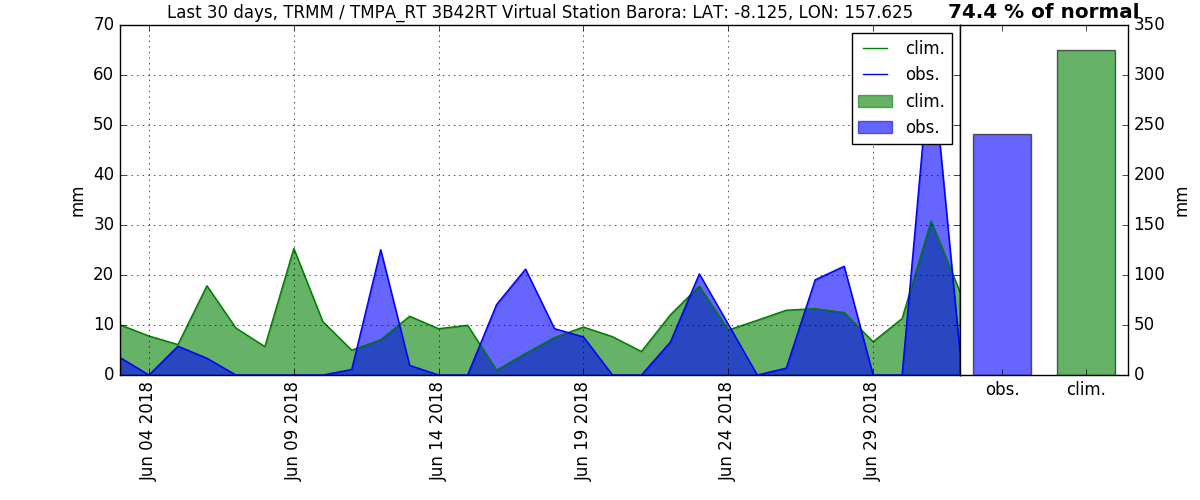 Last 30 days, TRMM / TMPA_RT 3B42RT Virtual Station Barora: LAT: -8.125, LON: 157.625
74.4 % of normal
70
60
50
40
30
20
10
0
mm
clim.
obs.
clim.
obs.
350
300
250
200
150
100
50
0
mm
Jun 04 2018
Jun 09 2018
Jun 14 2018
Jun 19 2018
Jun 24 2018
Jun 29 2018
obs.
clim.